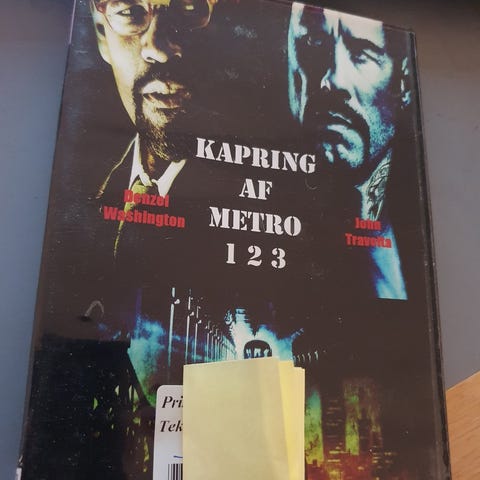 KAPRING
AF
METRO
1 2 3
Denzel
Washington
John
Travolta
Pri
Tek